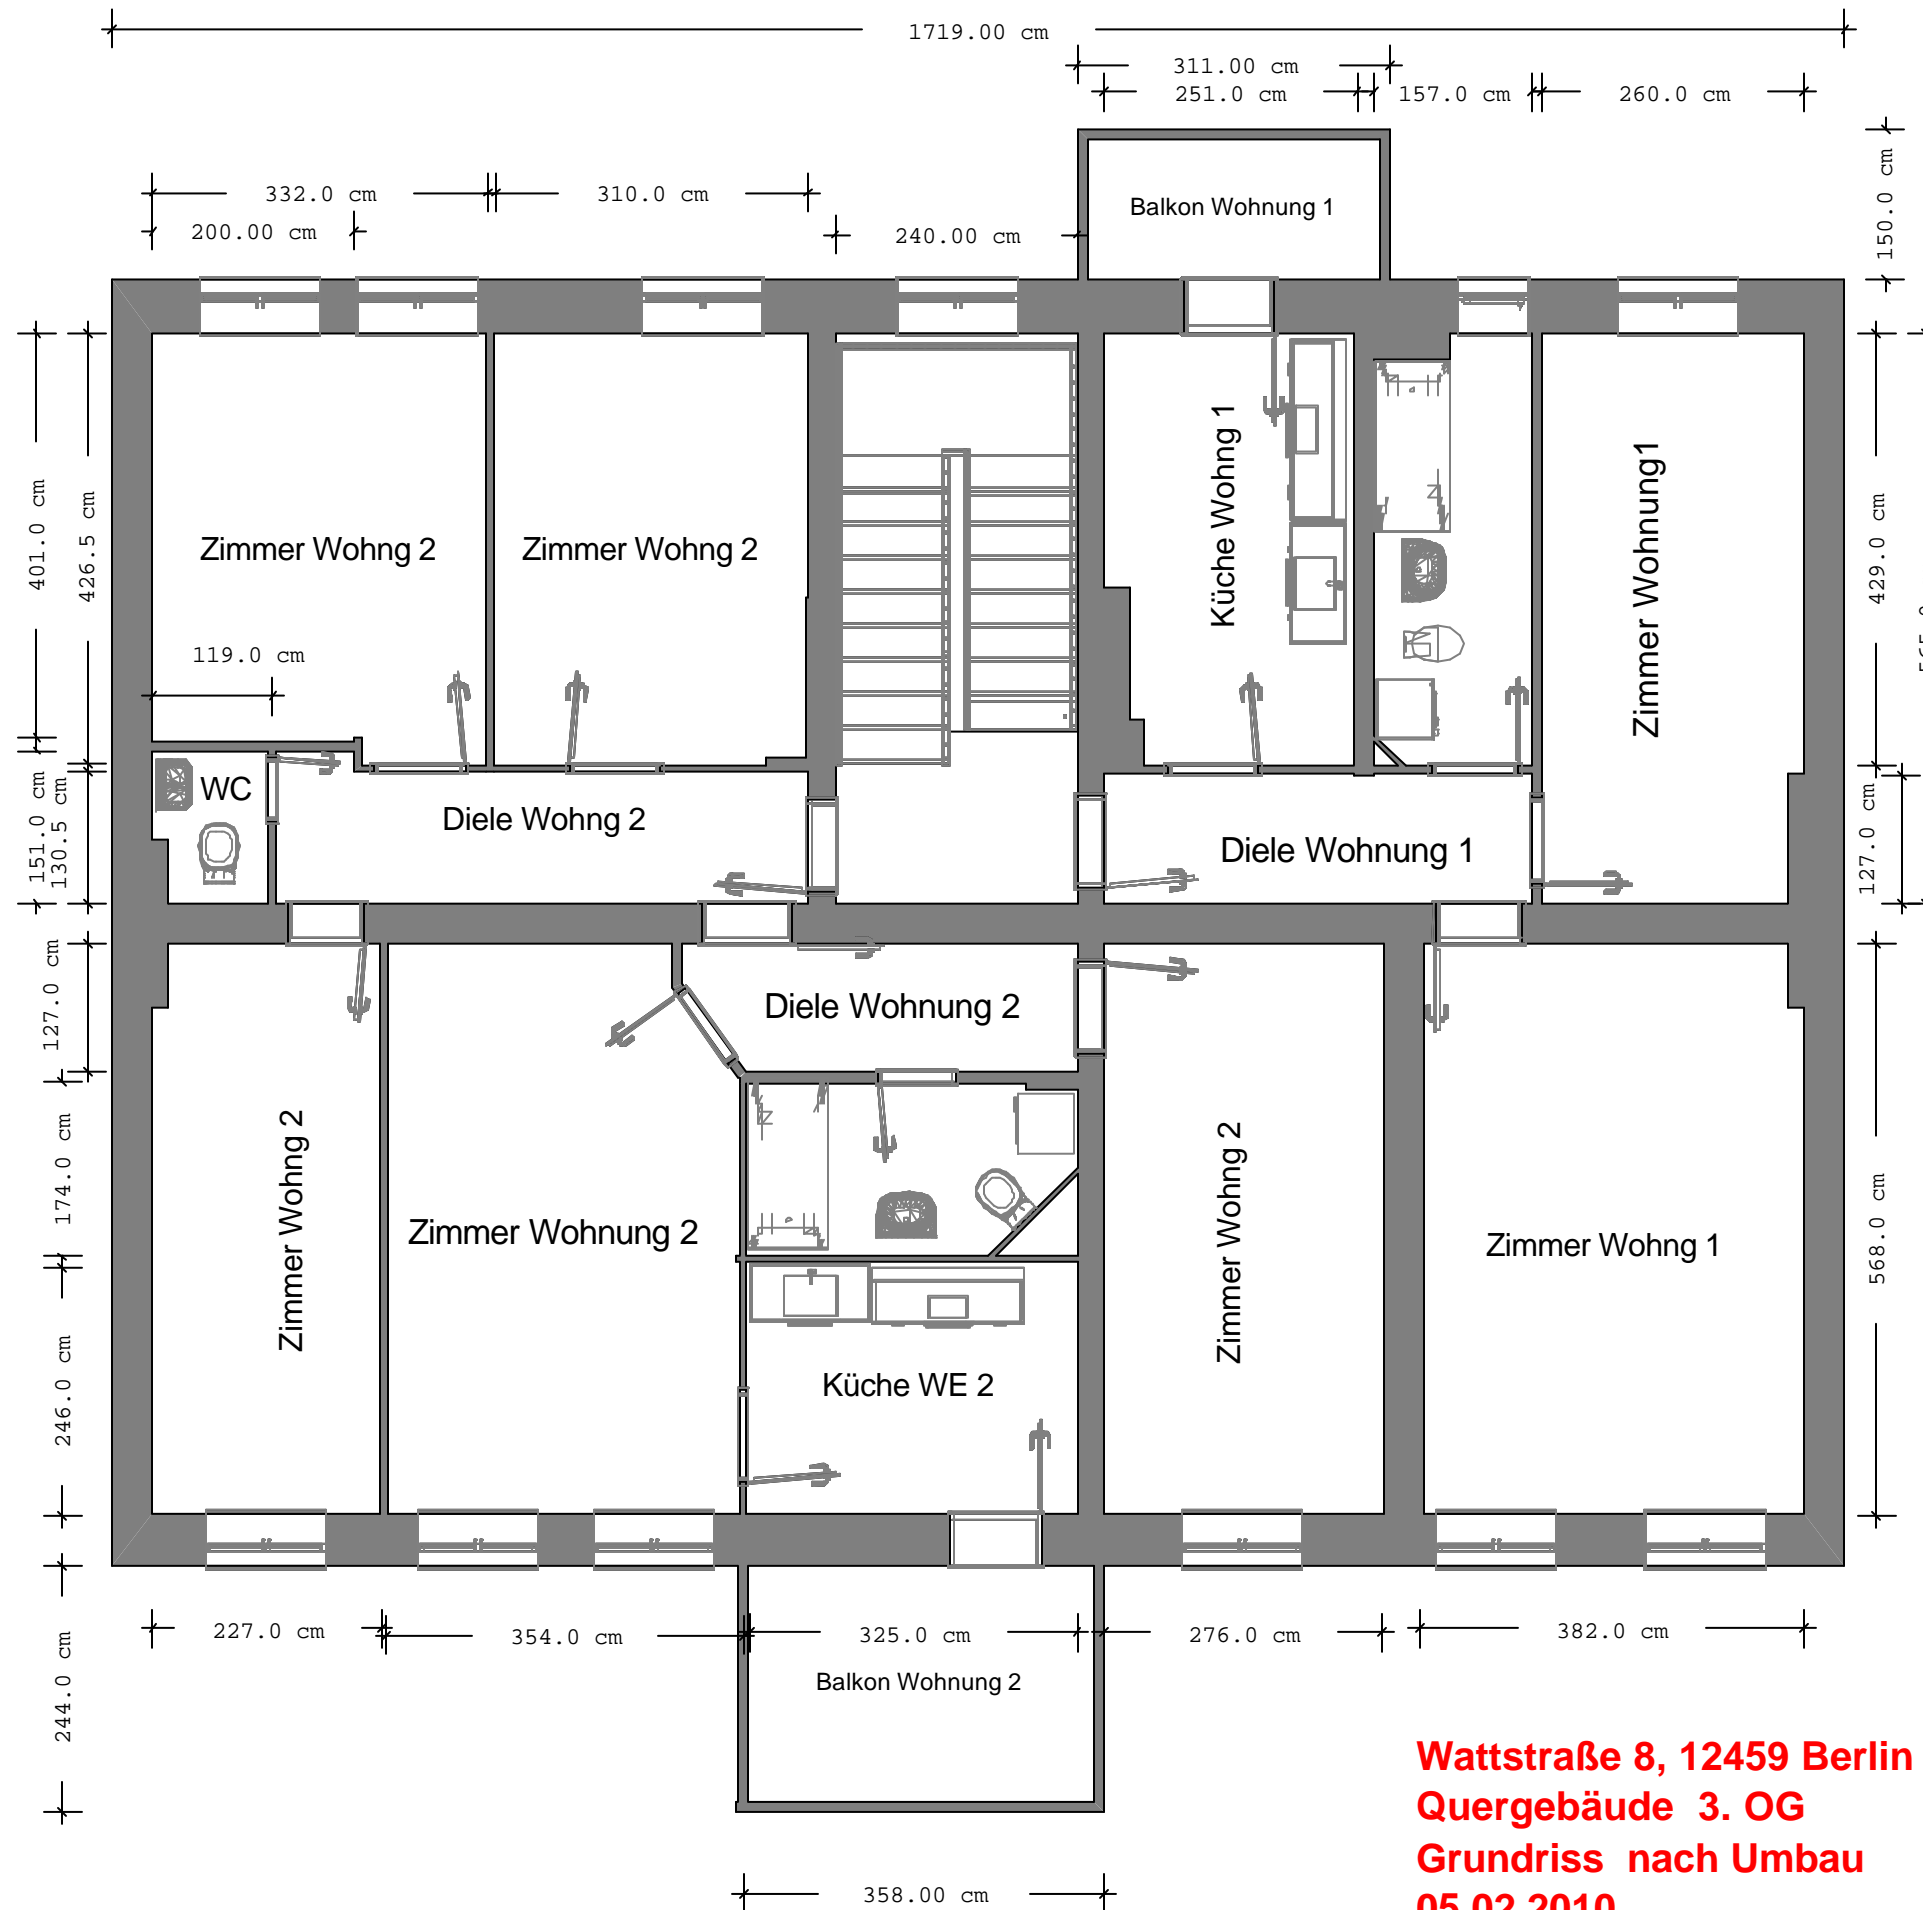 1719.00 cm
311.00 cm
251.0 cm
157.0 cm
260.0 cm
332.0 cm
310.0 cm
200.00 cm
240.00 cm
Balkon Wohnung 1
150.0 cm
401.0 cm
426.5 cm
Zimmer Wohng 2
Zimmer Wohng 2
Küche Wohng 1
Zimmer Wohnung1
429.0 cm
119.0 cm
WC
Diele Wohng 2
Diele Wohnung 1
151.0 cm
130.5 cm
127.0 cm
127.0 cm
Diele Wohnung 2
174.0 cm
Zimmer Wohng 2
Zimmer Wohnung 2
Zimmer Wohng 2
Zimmer Wohng 1
568.0 cm
246.0 cm
Küche WE 2
227.0 cm
354.0 cm
325.0 cm
276.0 cm
382.0 cm
244.0 cm
Balkon Wohnung 2
358.00 cm
Wattstraße 8, 12459 Berlin
Quergebäude 3. OG
Grundriss nach Umbau
05.02.2010